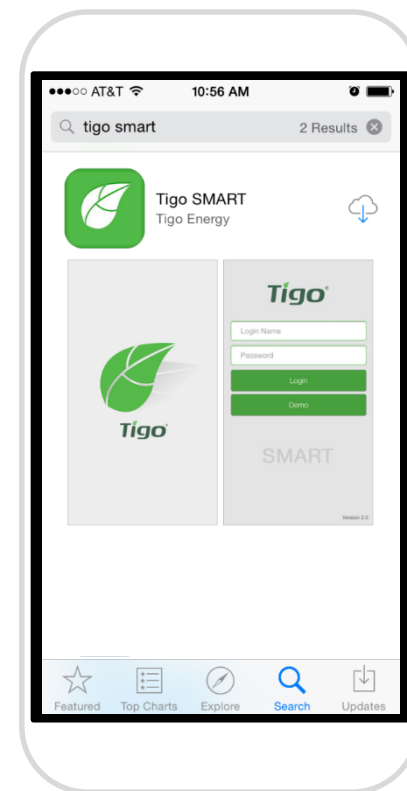 AT&T 10:56 AM
tigo smart 2 Results
Tigo SMART
Tigo Energy
Tigo
Login Name
Password
Login
Demo
Tigo
SMART
Version 2.0
Featured Top Charts Explore Search Updates